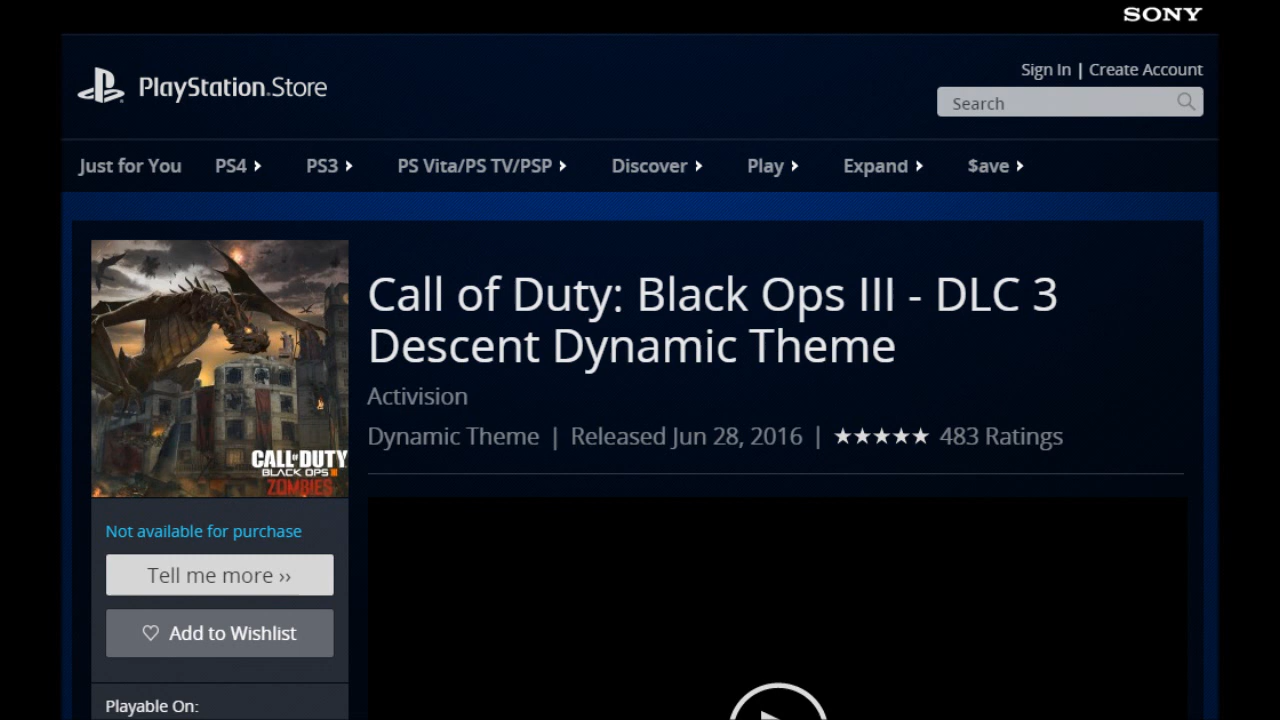 SONY
PlayStation.Store
Sign In | Create Account
Search
Just for You PS4 PS3 PS Vita/PS TV/PSP Discover Play Expand $ave
Call of Duty: Black Ops III - DLC 3
Descent Dynamic Theme
Activision
Dynamic Theme | Released Jun 28, 2016 | ★★★★★ 483 Ratings
CALL OF DUTY
BLACK OPS III
ZOMBIES
Not available for purchase
Tell me more ››
♡ Add to Wishlist
Playable On: